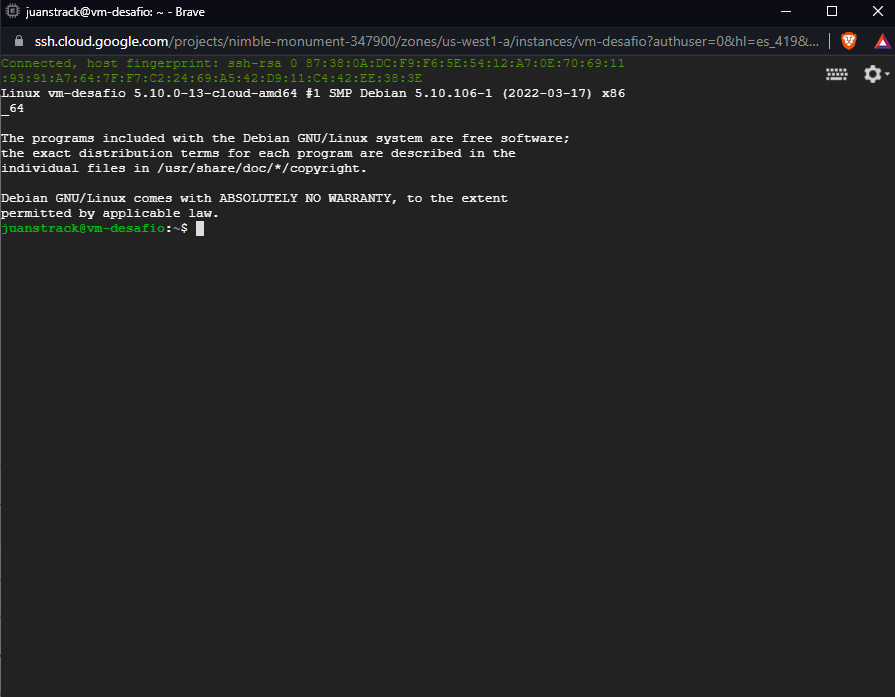 juanstrack@vm-desafio: ~ - Brave
ssh.cloud.google.com/projects/nimble-monument-347900/zones/us-west1-a/instances/vm-desafio?authuser=0&hl=es_419&...
Connected, host fingerprint: ssh-rsa 0 87:38:0A:DC:F9:F6:5E:54:12:A7:0E:70:69:11
:93:91:A7:64:7F:F7:C2:24:69:A5:42:D9:11:C4:42:EE:38:3E
Linux vm-desafio 5.10.0-13-cloud-amd64 #1 SMP Debian 5.10.106-1 (2022-03-17) x86
_64
The programs included with the Debian GNU/Linux system are free software;
the exact distribution terms for each program are described in the
individual files in /usr/share/doc/*/copyright.
Debian GNU/Linux comes with ABSOLUTELY NO WARRANTY, to the extent
permitted by applicable law.
juanstrack@vm-desafio:~$